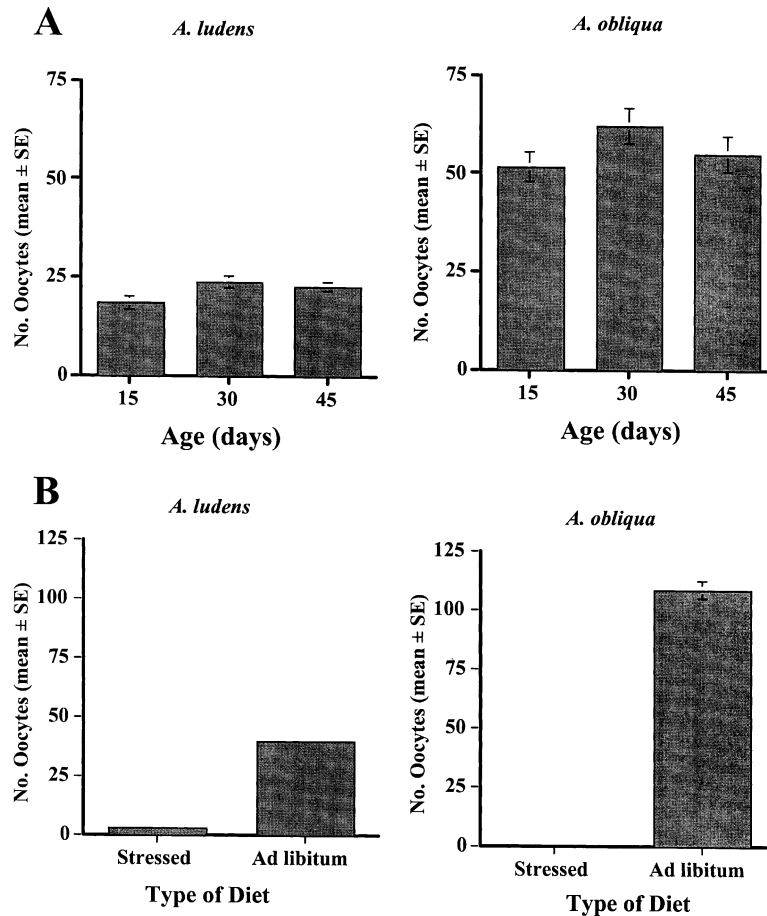 A
A. ludens
No. Oocytes (mean ± SE)
75
50
25
0
15 30 45
Age (days)
A. obliqua
No. Oocytes (mean ± SE)
75
50
25
0
15 30 45
Age (days)
B
A. ludens
No. Oocytes (mean ± SE)
125
100
75
50
25
0
Stressed Ad libitum
Type of Diet
A. obliqua
No. Oocytes (mean ± SE)
125
100
75
50
25
0
Stressed Ad libitum
Type of Diet